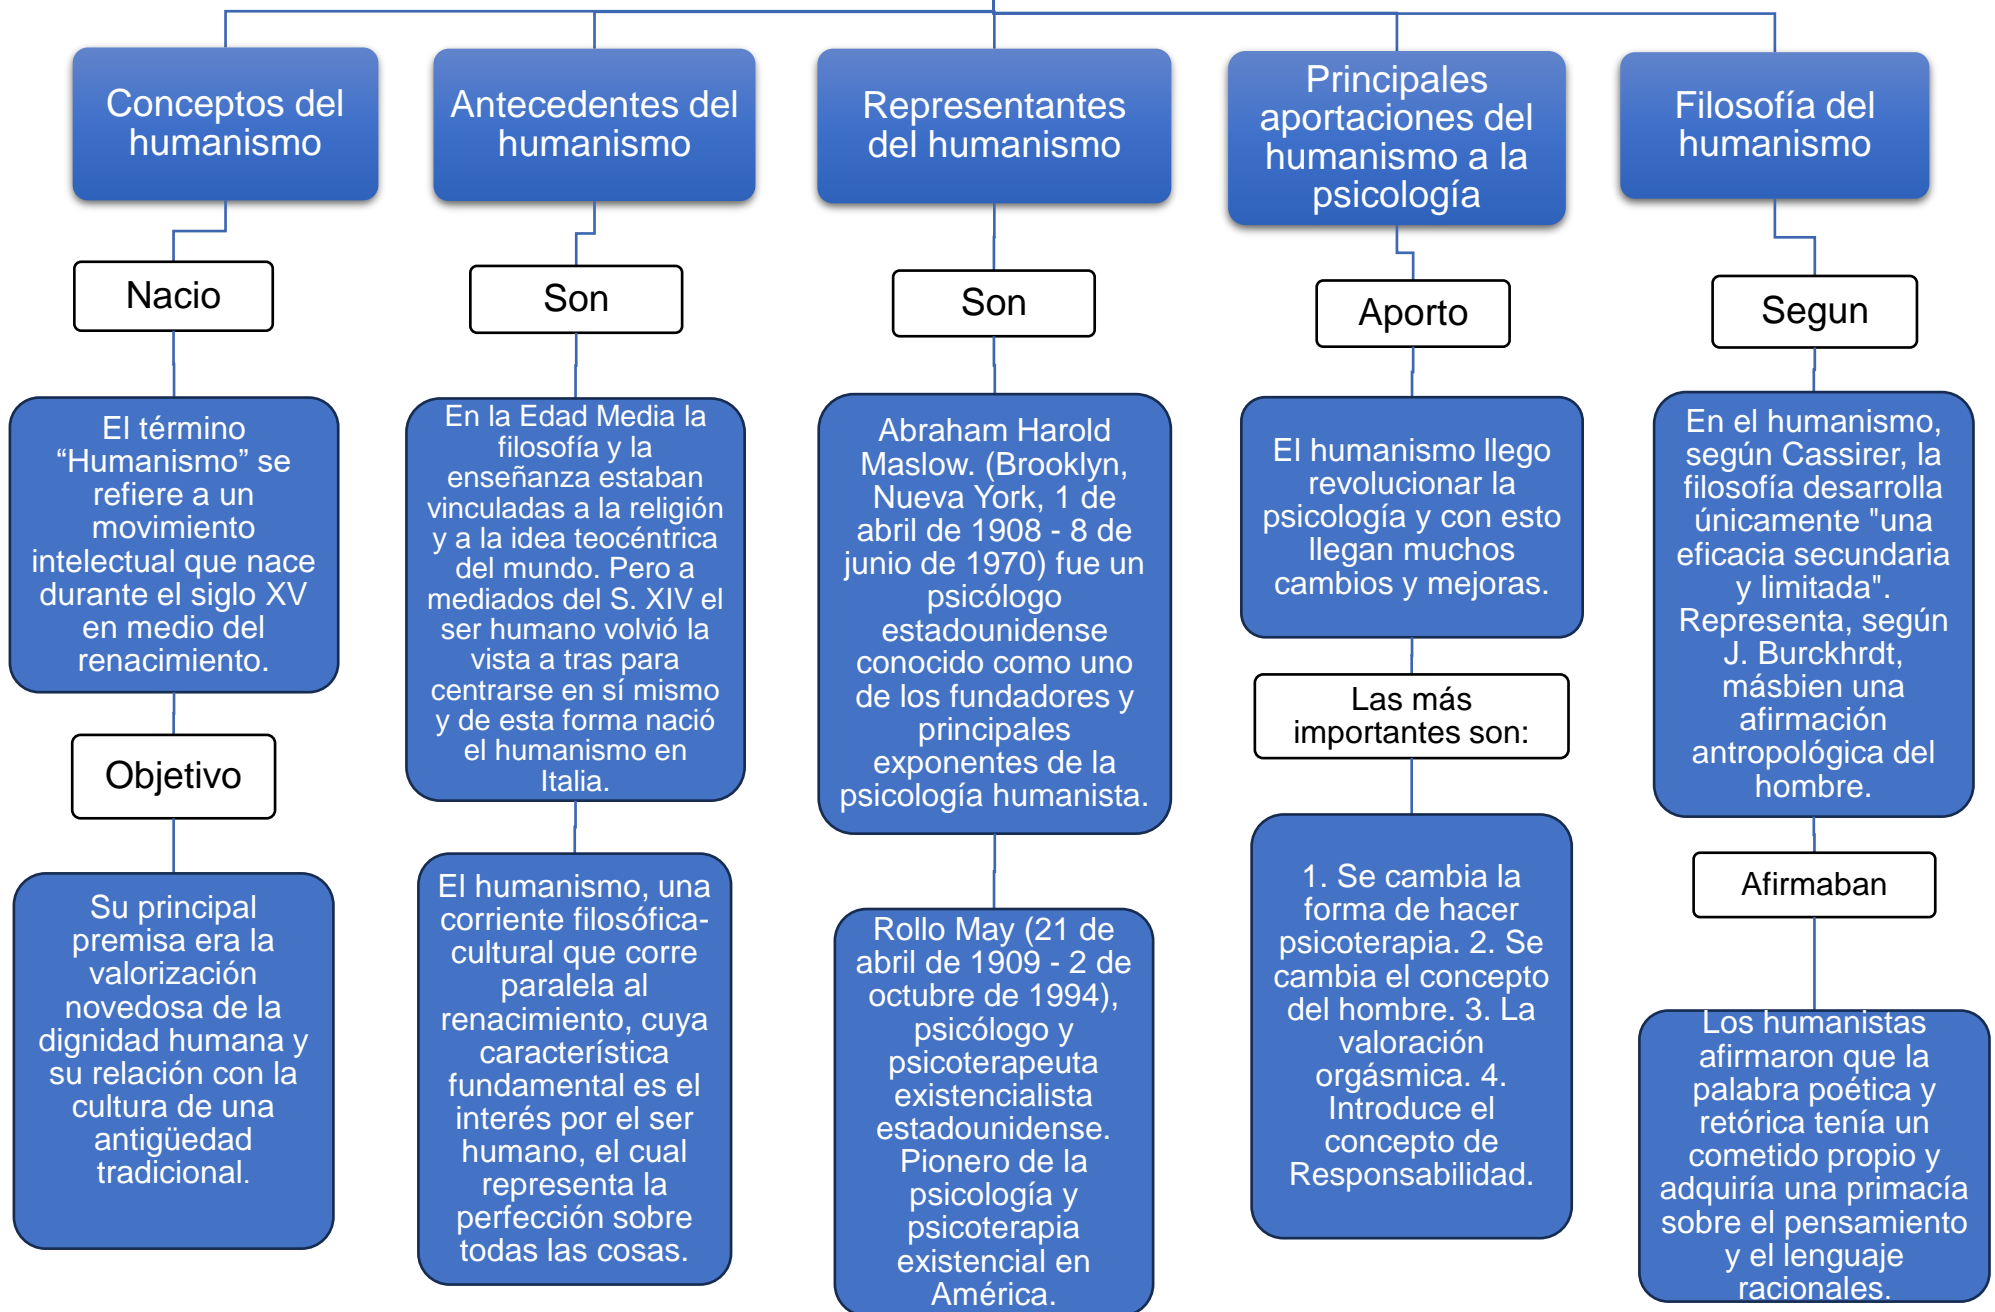 Conceptos del
humanismo
Nacio
El término
“Humanismo” se
refiere a un
movimiento
intelectual que nace
durante el siglo XV
en medio del
renacimiento.
Objetivo
Su principal
premisa era la
valorización
novedosa de la
dignidad humana y
su relación con la
cultura de una
antigüedad
tradicional.
Antecedentes del
humanismo
Son
En la Edad Media la
filosofía y la
enseñanza estaban
vinculadas a la religión
y a la idea teocéntrica
del mundo. Pero a
mediados del S. XIV el
ser humano volvió la
vista a tras para
centrarse en sí mismo
y de esta forma nació
el humanismo en
Italia.
El humanismo, una
corriente filosófica-
cultural que corre
paralela al
renacimiento, cuya
característica
fundamental es el
interés por el ser
humano, el cual
representa la
perfección sobre
todas las cosas.
Representantes
del humanismo
Son
Abraham Harold
Maslow. (Brooklyn,
Nueva York, 1 de
abril de 1908 - 8 de
junio de 1970) fue un
psicólogo
estadounidense
conocido como uno
de los fundadores y
principales
exponentes de la
psicología humanista.
Rollo May (21 de
abril de 1909 - 2 de
octubre de 1994),
psicólogo y
psicoterapeuta
existencialista
estadounidense.
Pionero de la
psicología y
psicoterapia
existencial en
América.
Principales
aportaciones del
humanismo a la
psicología
Aporto
El humanismo llego
revolucionar la
psicología y con esto
llegan muchos
cambios y mejoras.
Las más
importantes son:
1. Se cambia la
forma de hacer
psicoterapia. 2. Se
cambia el concepto
del hombre. 3. La
valoración
orgásmica. 4.
Introduce el
concepto de
Responsabilidad.
Filosofía del
humanismo
Segun
En el humanismo,
según Cassirer, la
filosofía desarrolla
únicamente "una
eficacia secundaria
y limitada".
Representa, según
J. Burckhrdt,
másbien una
afirmación
antropológica del
hombre.
Afirmaban
Los humanistas
afirmaron que la
palabra poética y
retórica tenía un
cometido propio y
adquiría una primacía
sobre el pensamiento
y el lenguaje
racionales.